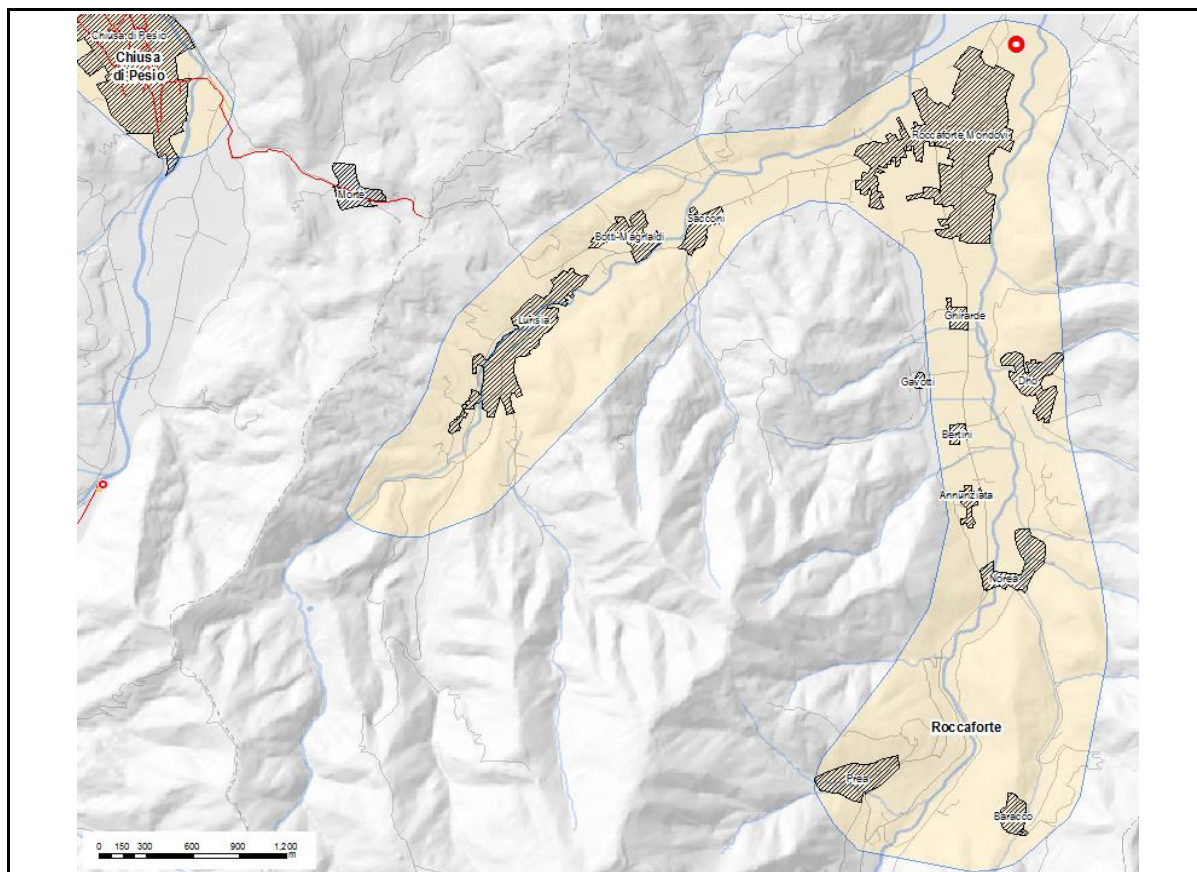 Chiusa di Pesio
Chiusa
di Pesio
Morte
Roccaforte Mondovì
Sacconi
Botti-Magnaldi
Lurisia
Ghirarde
Gavotti
Dho
Bertini
Annunziata
Norea
Roccaforte
Prea
Baracco
0 150 300 600 900 1.200
m